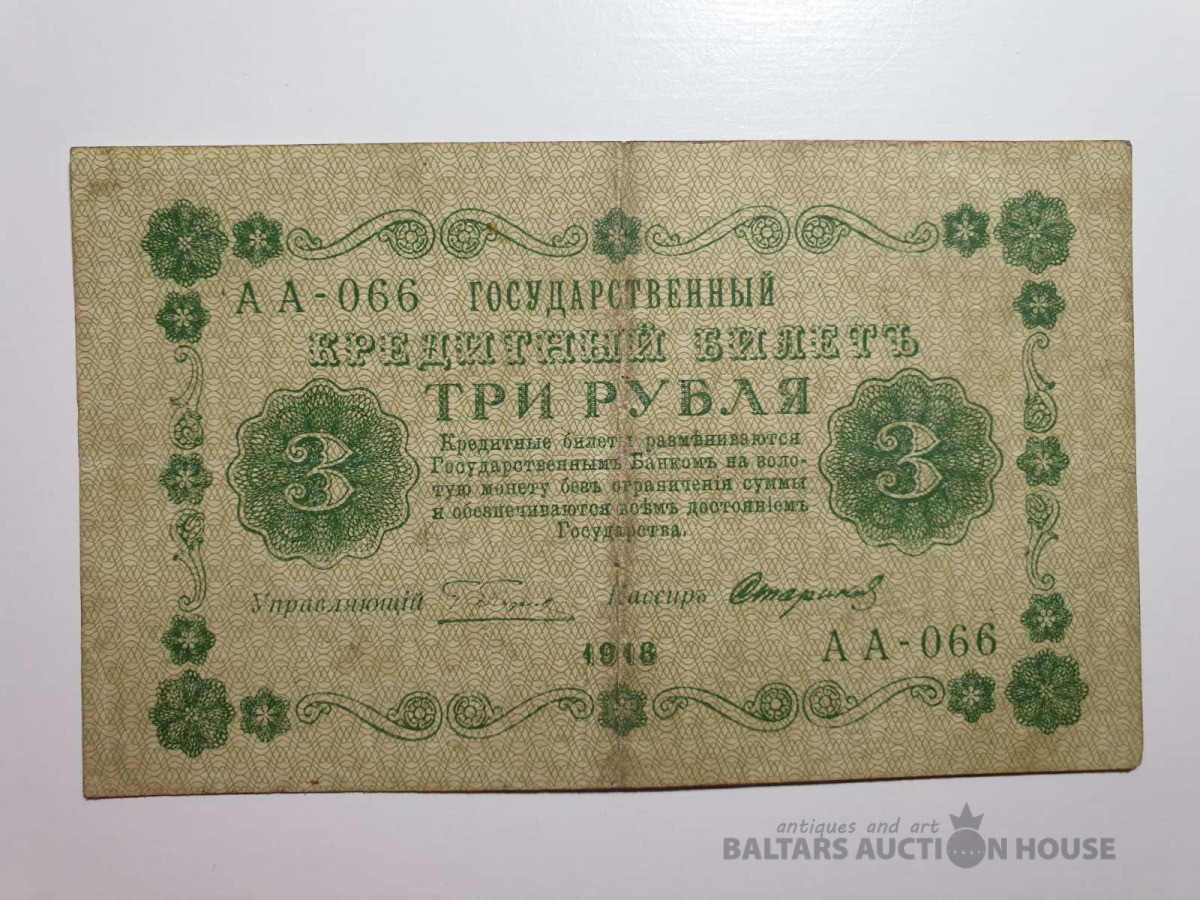 АА-066 ГОСУДАРСТВЕННЫЙ
КРЕДИТНЫЙ БИЛЕТЪ
ТРИ РУБЛЯ
3
3
Кредитные билеты размѣниваются
Государственнымъ Банкомъ на золо-
тую монету безъ ограниченія суммы
и обезпечиваются всѣмъ достояніемъ
Государства.
Управляющій Кассиръ Стариков
1918
АА-066
antiques and art
BALTARS AUCTION HOUSE